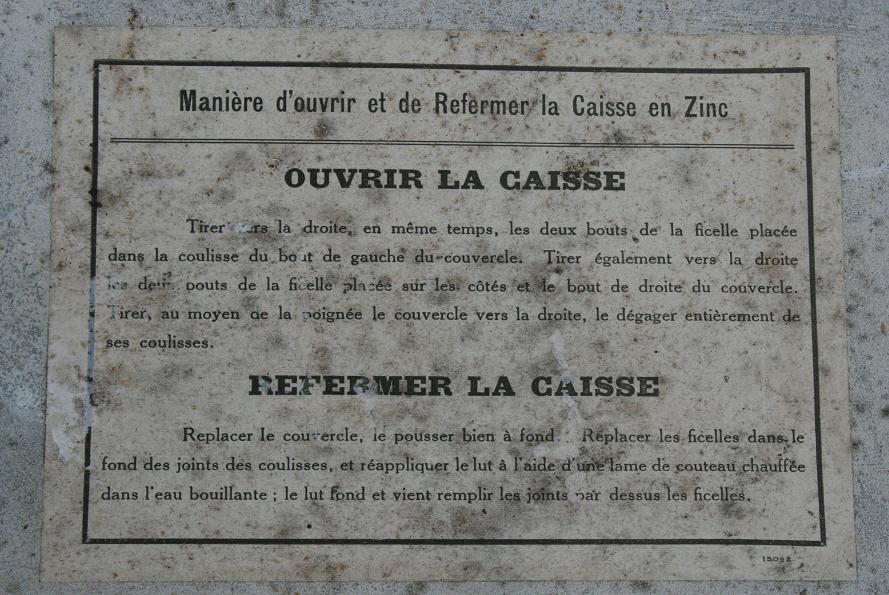 Manière d'ouvrir et de Refermer la Caisse en Zinc
OUVRIR LA CAISSE
Tirer vers la droite, en même temps, les deux bouts de la ficelle placée
dans la coulisse du bout de gauche du couvercle. Tirer également vers la droite
les deux bouts de la ficelle placée sur les côtés et le bout de droite du couvercle.
Tirer, au moyen de la poignée le couvercle vers la droite, le dégager entièrement de
ses coulisses.
REFERMER LA CAISSE
Replacer le couvercle, le pousser bien à fond. Replacer les ficelles dans le
fond des joints des coulisses, et réappliquer le lut à l'aide d'une lame de couteau chauffée
dans l'eau bouillante ; le lut fond et vient remplir les joints par dessus les ficelles.
15.052